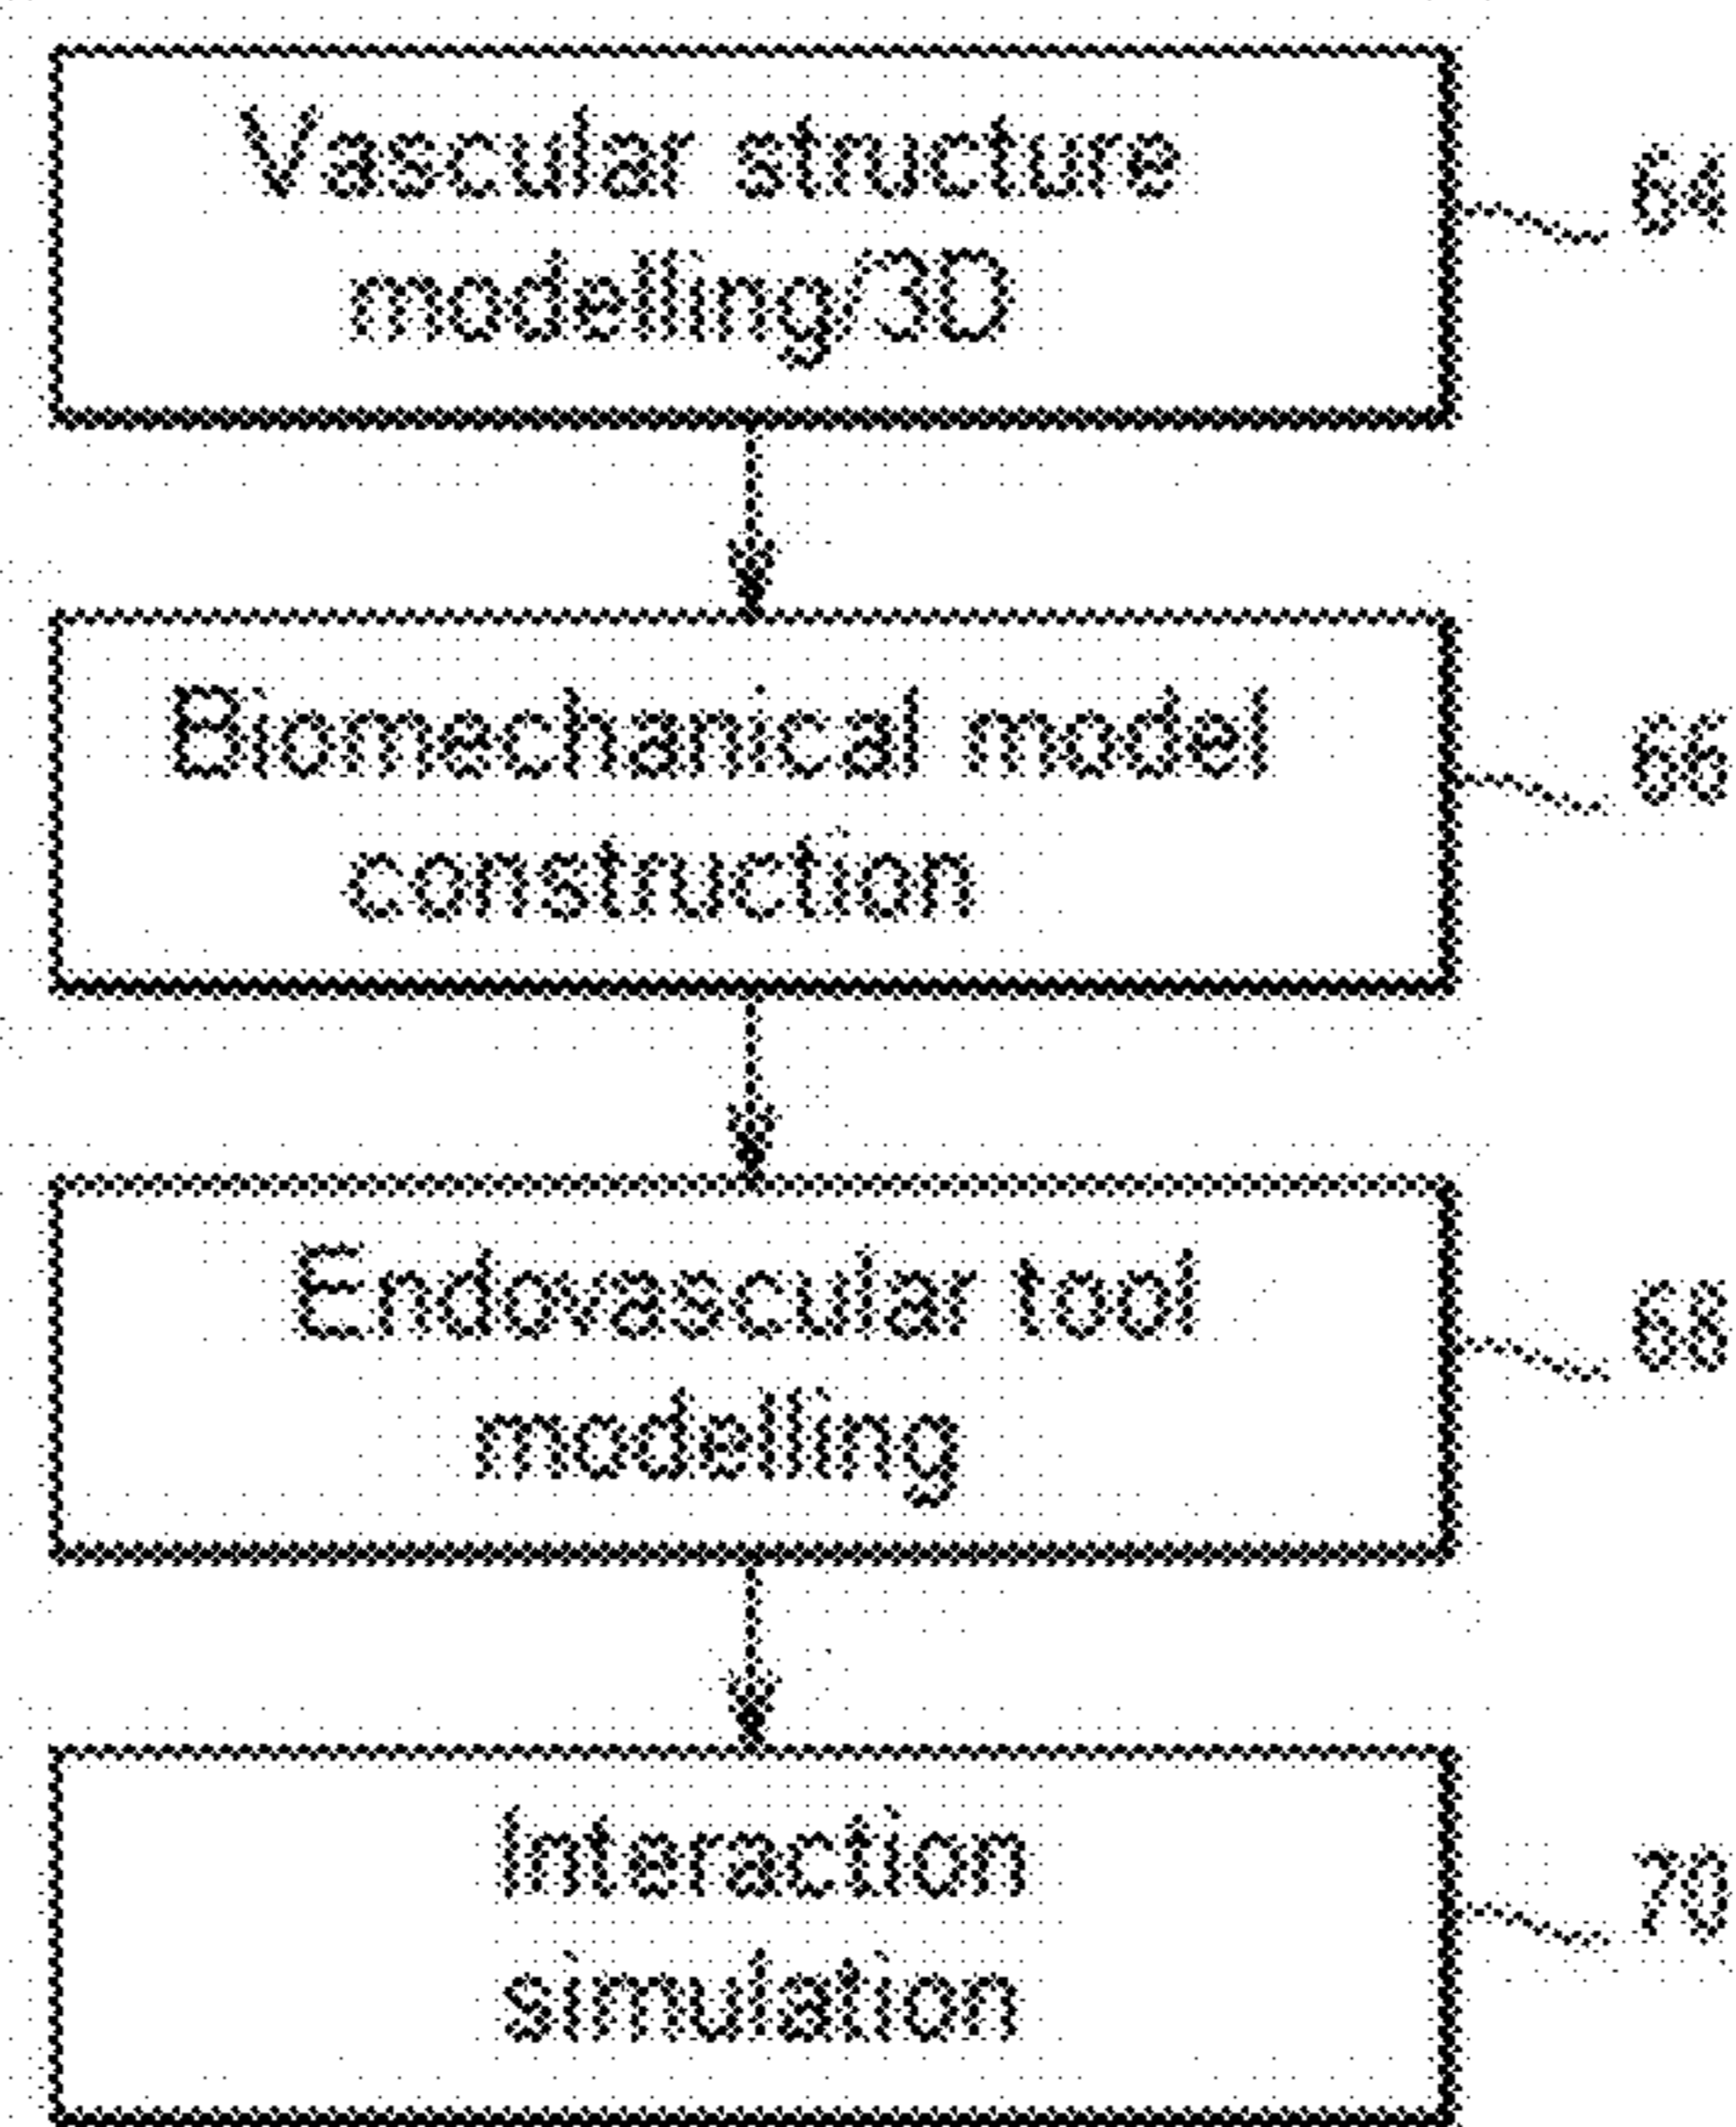 Vascular structure
modelling/3D
64
Biomechanical model
construction
66
Endovascular tool
modelling
68
Interaction
simulation
70